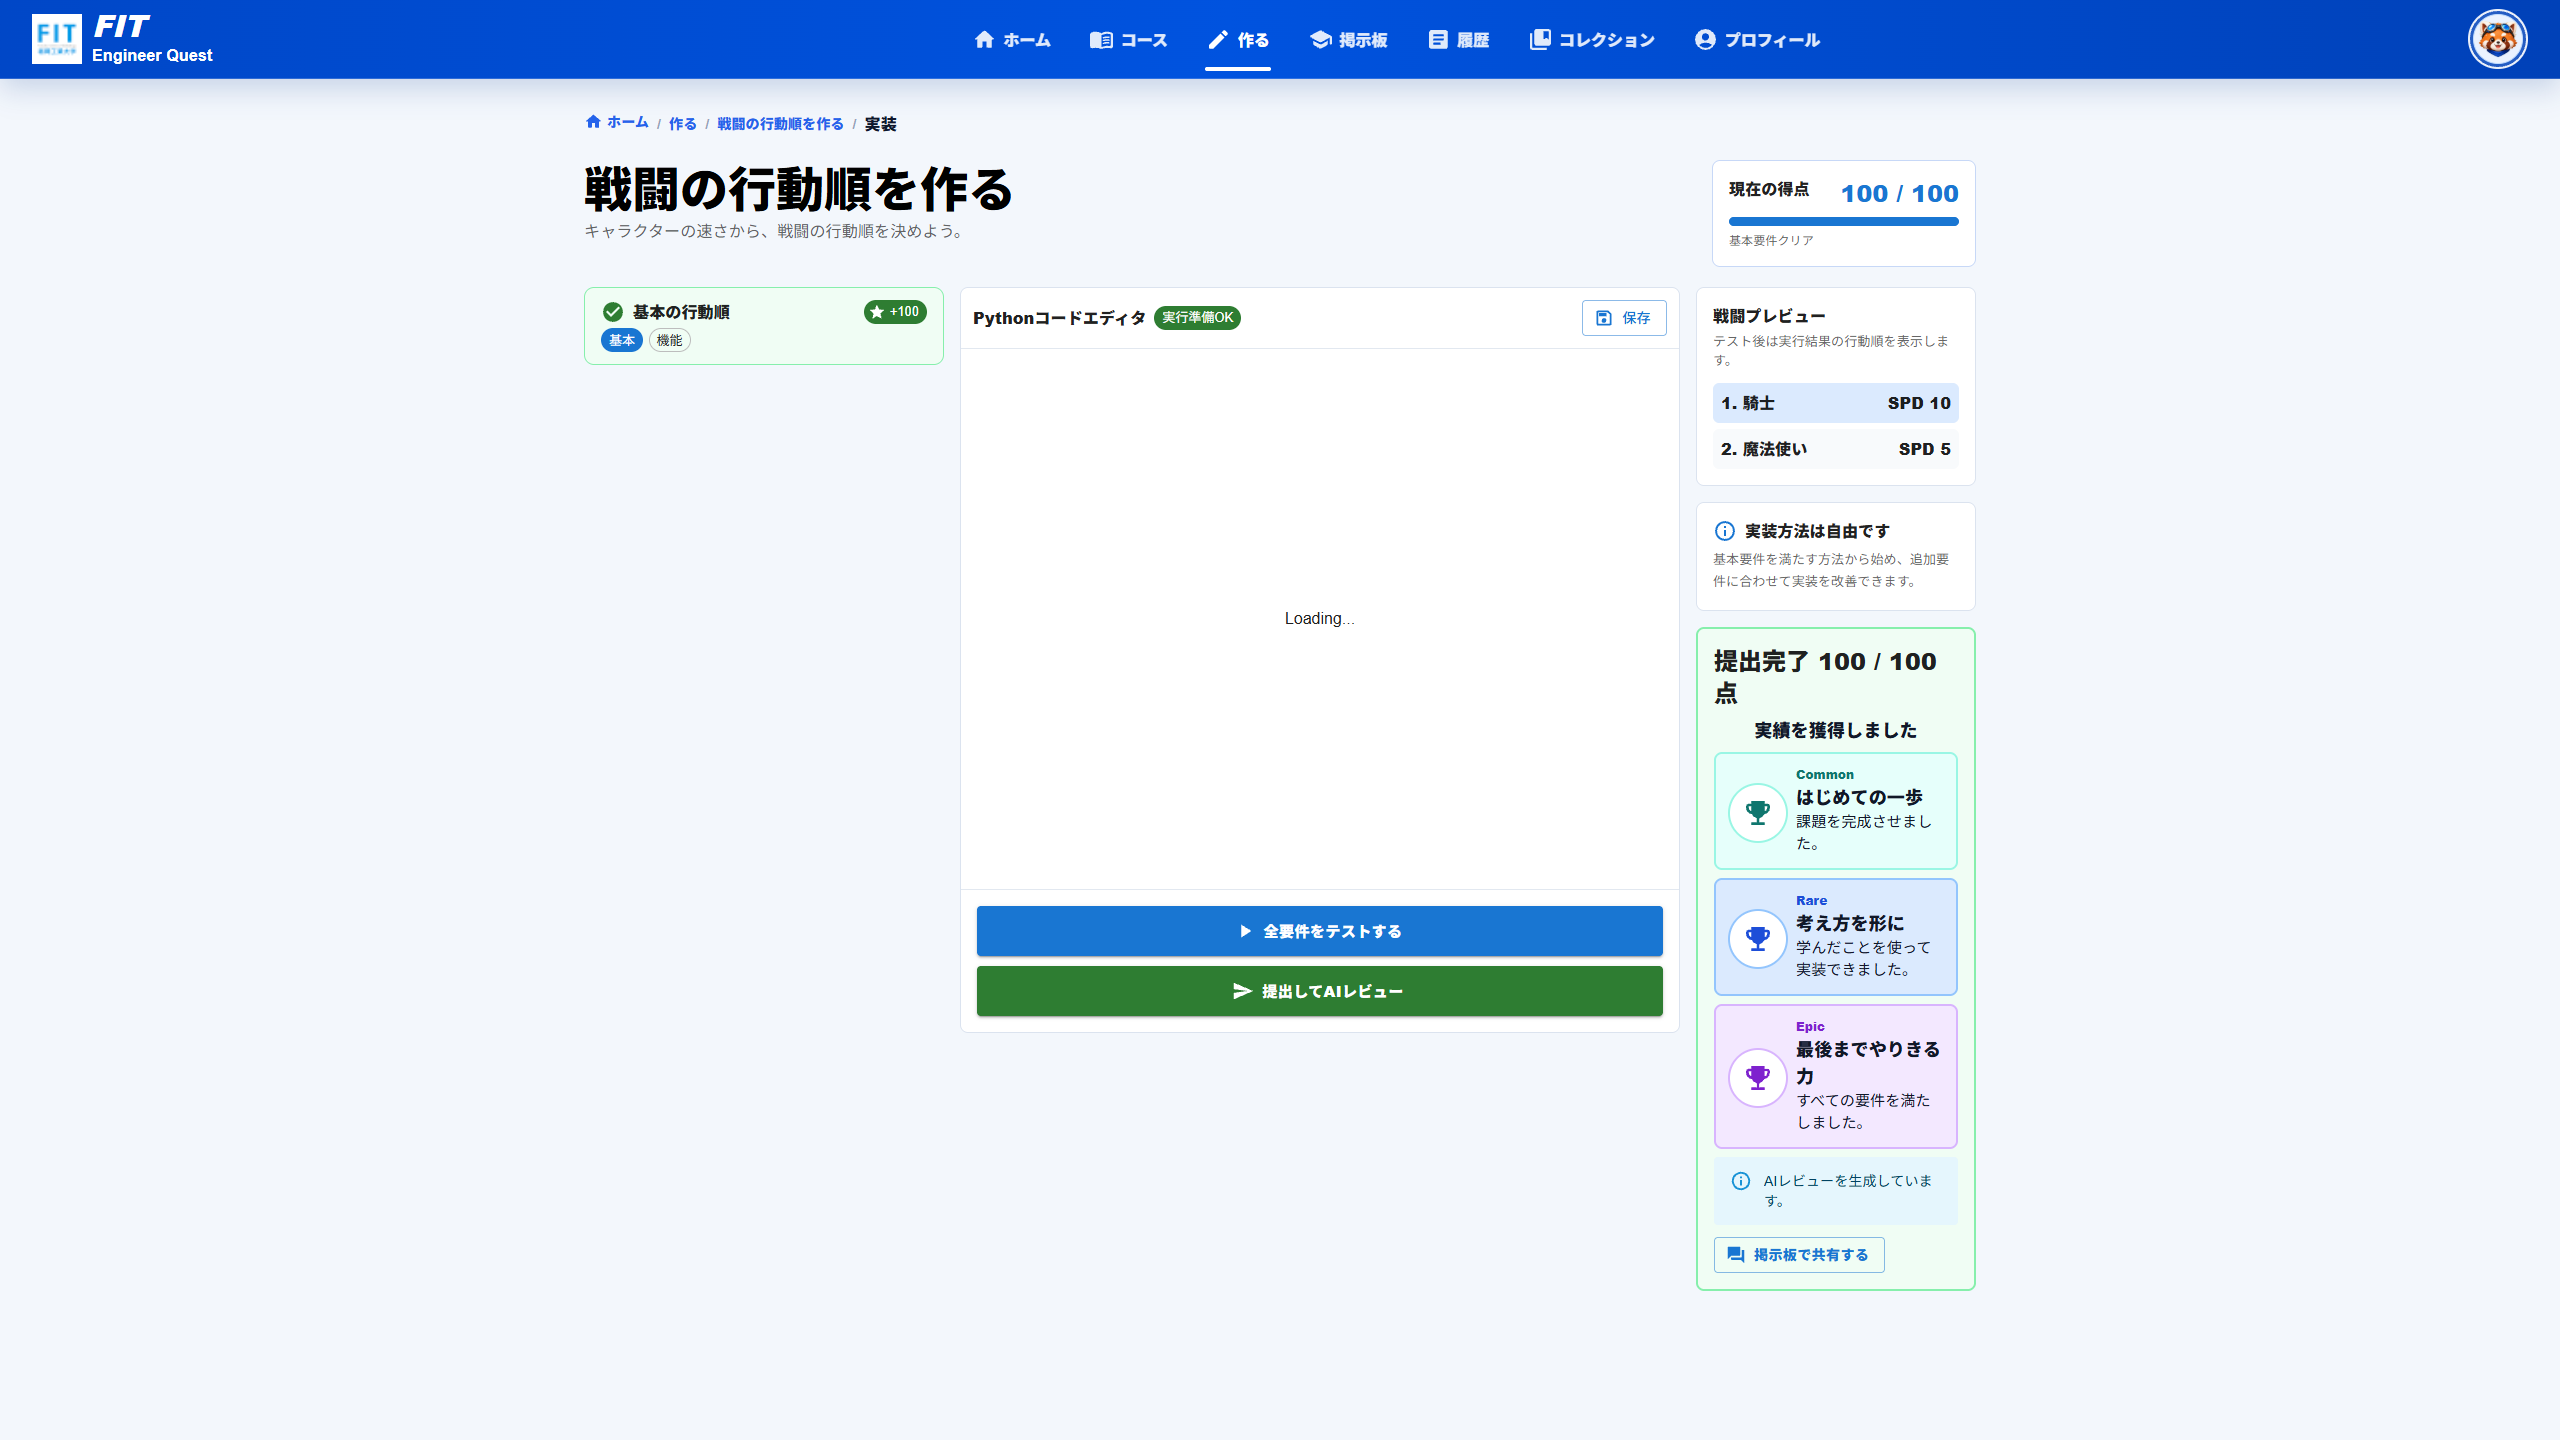 FIT
FIT
Engineer Quest
ホーム
コース
作る
掲示板
履歴
コレクション
プロフィール
ホーム / 作る / 戦闘の行動順を作る / 実装
戦闘の行動順を作る
キャラクターの速さから、戦闘の行動順を決めよう。
現在の得点 100 / 100
基本要件クリア
基本の行動順 +100
基本 機能
Pythonコードエディタ 実行準備OK 保存
Loading...
全要件をテストする
提出してAIレビュー
戦闘プレビュー
テスト後は実行結果の行動順を表示しま
す。
1. 騎士 SPD 10
2. 魔法使い SPD 5
実装方法は自由です
基本要件を満たす方法から始め、追加要
件に合わせて実装を改善できます。
提出完了 100 / 100
点
実績を獲得しました
Common
はじめての一歩
課題を完成させまし
た。
Rare
考え方を形に
学んだことを使って
実装できました。
Epic
最後までやりきる
力
すべての要件を満た
しました。
AIレビューを生成していま
す。
掲示板で共有する